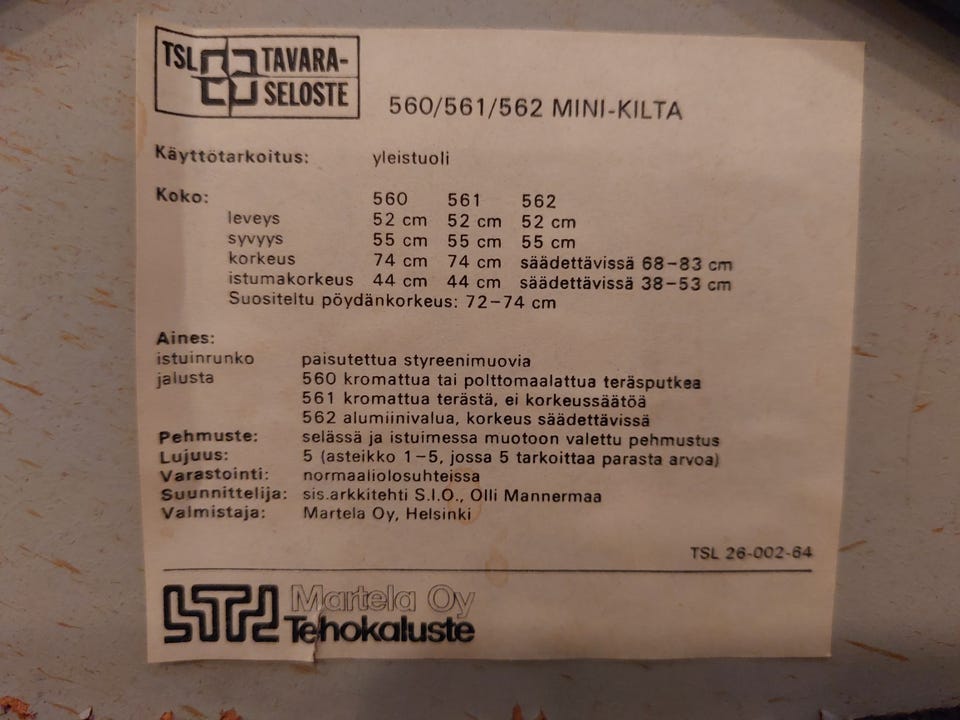 TSL TAVARA-
SELOSTE
560/561/562 MINI-KILTA
Käyttötarkoitus: yleistuoli
Koko: 560 561 562
leveys 52 cm 52 cm 52 cm
syvyys 55 cm 55 cm 55 cm
korkeus 74 cm 74 cm säädettävissä 68–83 cm
istumakorkeus 44 cm 44 cm säädettävissä 38–53 cm
Suositeltu pöydänkorkeus: 72–74 cm
Aines:
istuinrunko paisutettua styreenimuovia
jalusta 560 kromattua tai polttomaalattua teräsputkea
561 kromattua terästä, ei korkeussäätöä
562 alumiinivalua, korkeus säädettävissä
Pehmuste: selässä ja istuimessa muotoon valettu pehmustus
Lujuus: 5 (asteikko 1–5, jossa 5 tarkoittaa parasta arvoa)
Varastointi: normaaliolosuhteissa
Suunnittelija: sis.arkkitehti S.I.O., Olli Mannermaa
Valmistaja: Martela Oy, Helsinki
TSL 26-002-64
Martela Oy
Tehokaluste